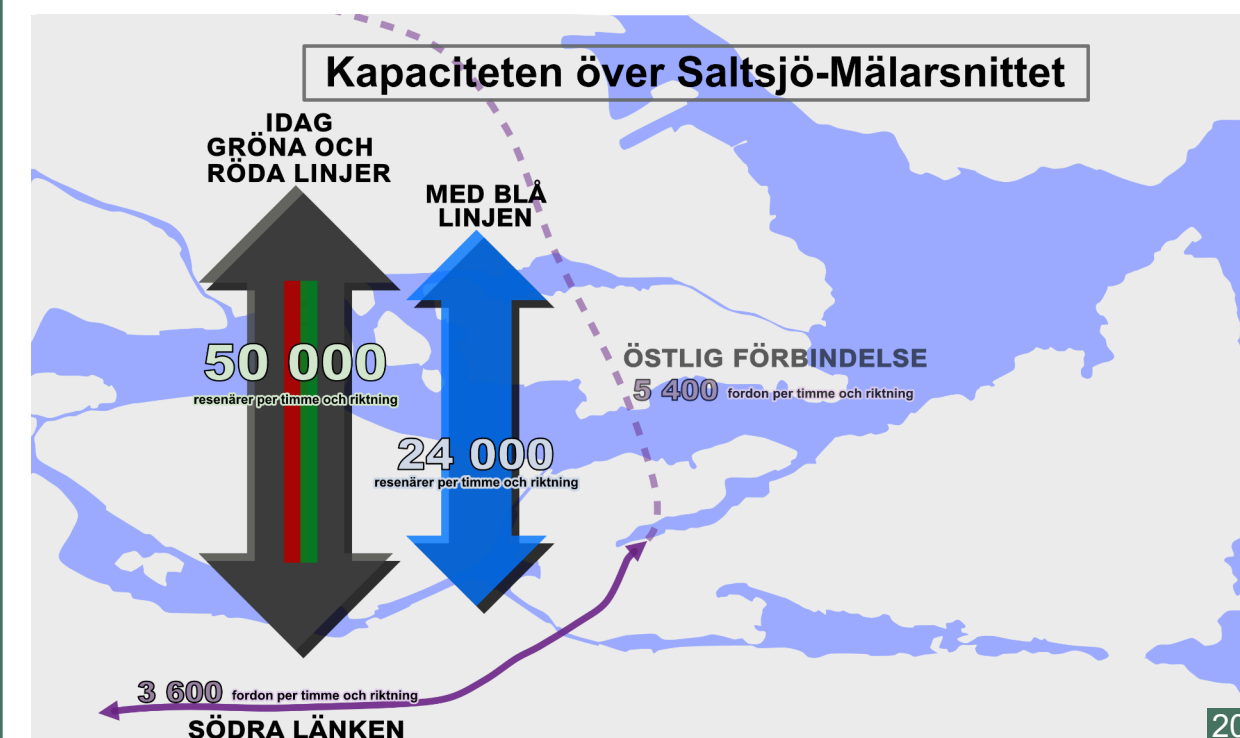 Kapaciteten över Saltsjö-Mälarsnittet
IDAG
GRÖNA OCH
RÖDA LINJER
MED BLÅ
LINJEN
50 000
resenärer per timme och riktning
24 000
resenärer per timme och riktning
ÖSTLIG FÖRBINDELSE
5 400 fordon per timme och riktning
3 600 fordon per timme och riktning
SÖDRA LÄNKEN
20